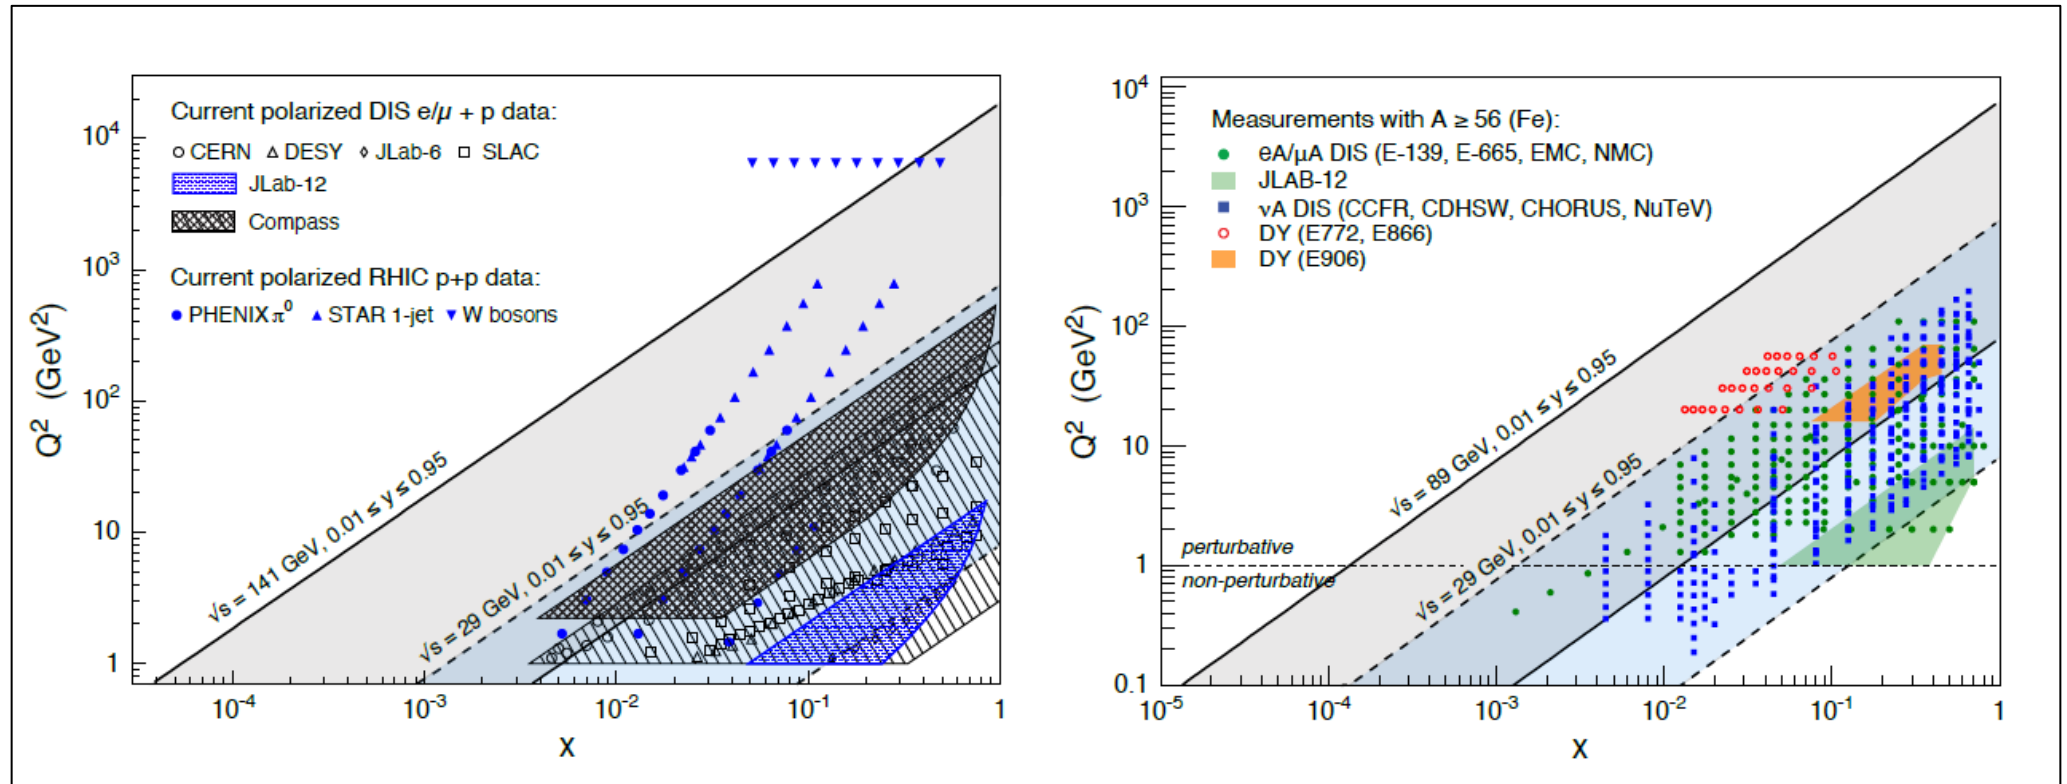 Current polarized DIS e/μ + p data:
CERN DESY JLab-6 SLAC
JLab-12
Compass
Current polarized RHIC p+p data:
PHENIX π⁰ STAR 1-jet W bosons
√s = 141 GeV, 0.01 ≤ y ≤ 0.95
√s = 29 GeV, 0.01 ≤ y ≤ 0.95
Q² (GeV²)
10⁴
10³
10²
10
1
10⁻⁴ 10⁻³ 10⁻² 10⁻¹ 1
x
Measurements with A ≥ 56 (Fe):
eA/μA DIS (E-139, E-665, EMC, NMC)
JLAB-12
νA DIS (CCFR, CDHSW, CHORUS, NuTeV)
DY (E772, E866)
DY (E906)
√s = 89 GeV, 0.01 ≤ y ≤ 0.95
√s = 29 GeV, 0.01 ≤ y ≤ 0.95
perturbative
non-perturbative
Q² (GeV²)
10⁴
10³
10²
10
1
0.1
10⁻⁵ 10⁻⁴ 10⁻³ 10⁻² 10⁻¹ 1
x